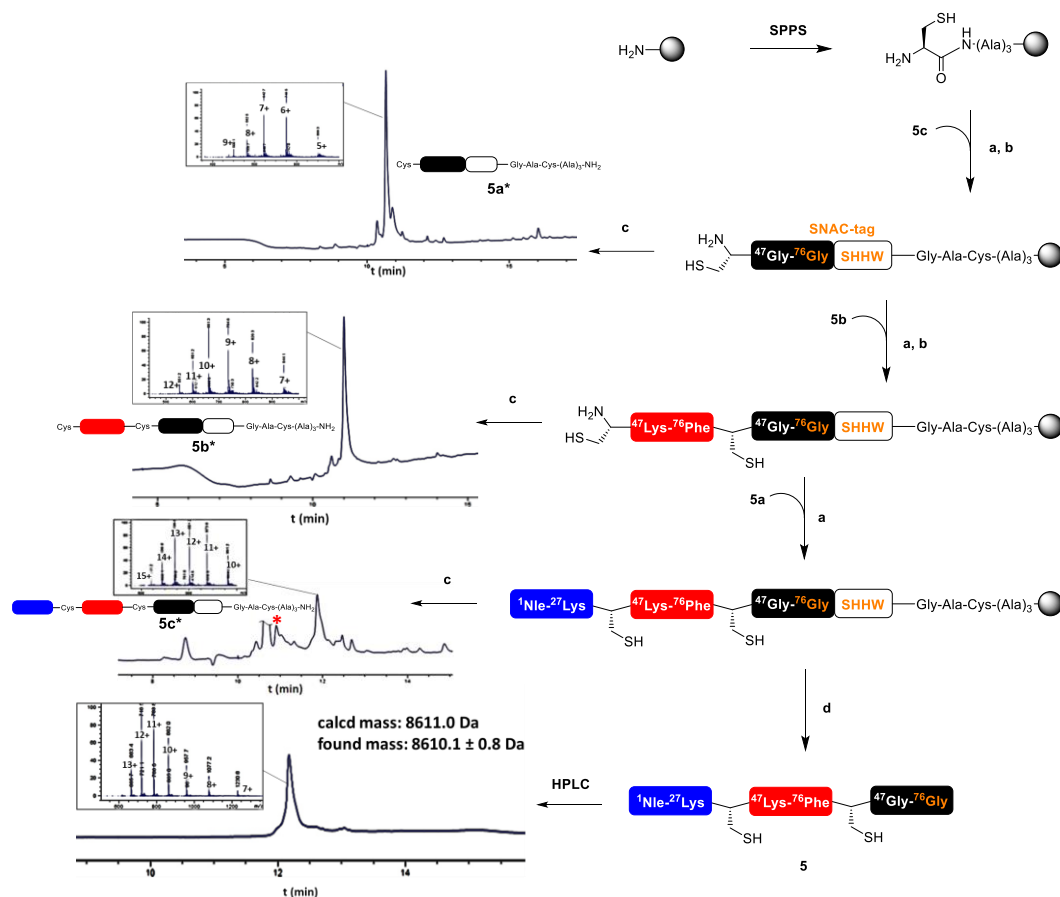 SPPS
H₂N
SH
H₂N
H
N-(Ala)₃
O
5c
a, b
7+
6+
8+
9+
5+
Cys
Gly-Ala-Cys-(Ala)₃-NH₂
5a*
t (min)
c
SNAC-tag
H₂N
HS
⁴⁷Gly-⁷⁶Gly
SHHW
Gly-Ala-Cys-(Ala)₃
5b
a, b
9+
10+
8+
11+
12+
7+
Cys
Cys
Gly-Ala-Cys-(Ala)₃-NH₂
5b*
10
t (min)
c
H₂N
HS
⁴⁷Lys-⁷⁶Phe
SH
⁴⁷Gly-⁷⁶Gly
SHHW
Gly-Ala-Cys-(Ala)₃
5a
a
13+
12+
14+
11+
15+
10+
Cys
Cys
Gly-Ala-Cys-(Ala)₃-NH₂
5c*
*
t (min)
c
¹Nle-²⁷Lys
SH
⁴⁷Lys-⁷⁶Phe
SH
⁴⁷Gly-⁷⁶Gly
SHHW
Gly-Ala-Cys-(Ala)₃
d
calcd mass: 8611.0 Da
found mass: 8610.1 ± 0.8 Da
11+
12+
10+
13+
9+
8+
7+
10 12 14
t (min)
HPLC
¹Nle-²⁷Lys
SH
⁴⁷Lys-⁷⁶Phe
SH
⁴⁷Gly-⁷⁶Gly
5